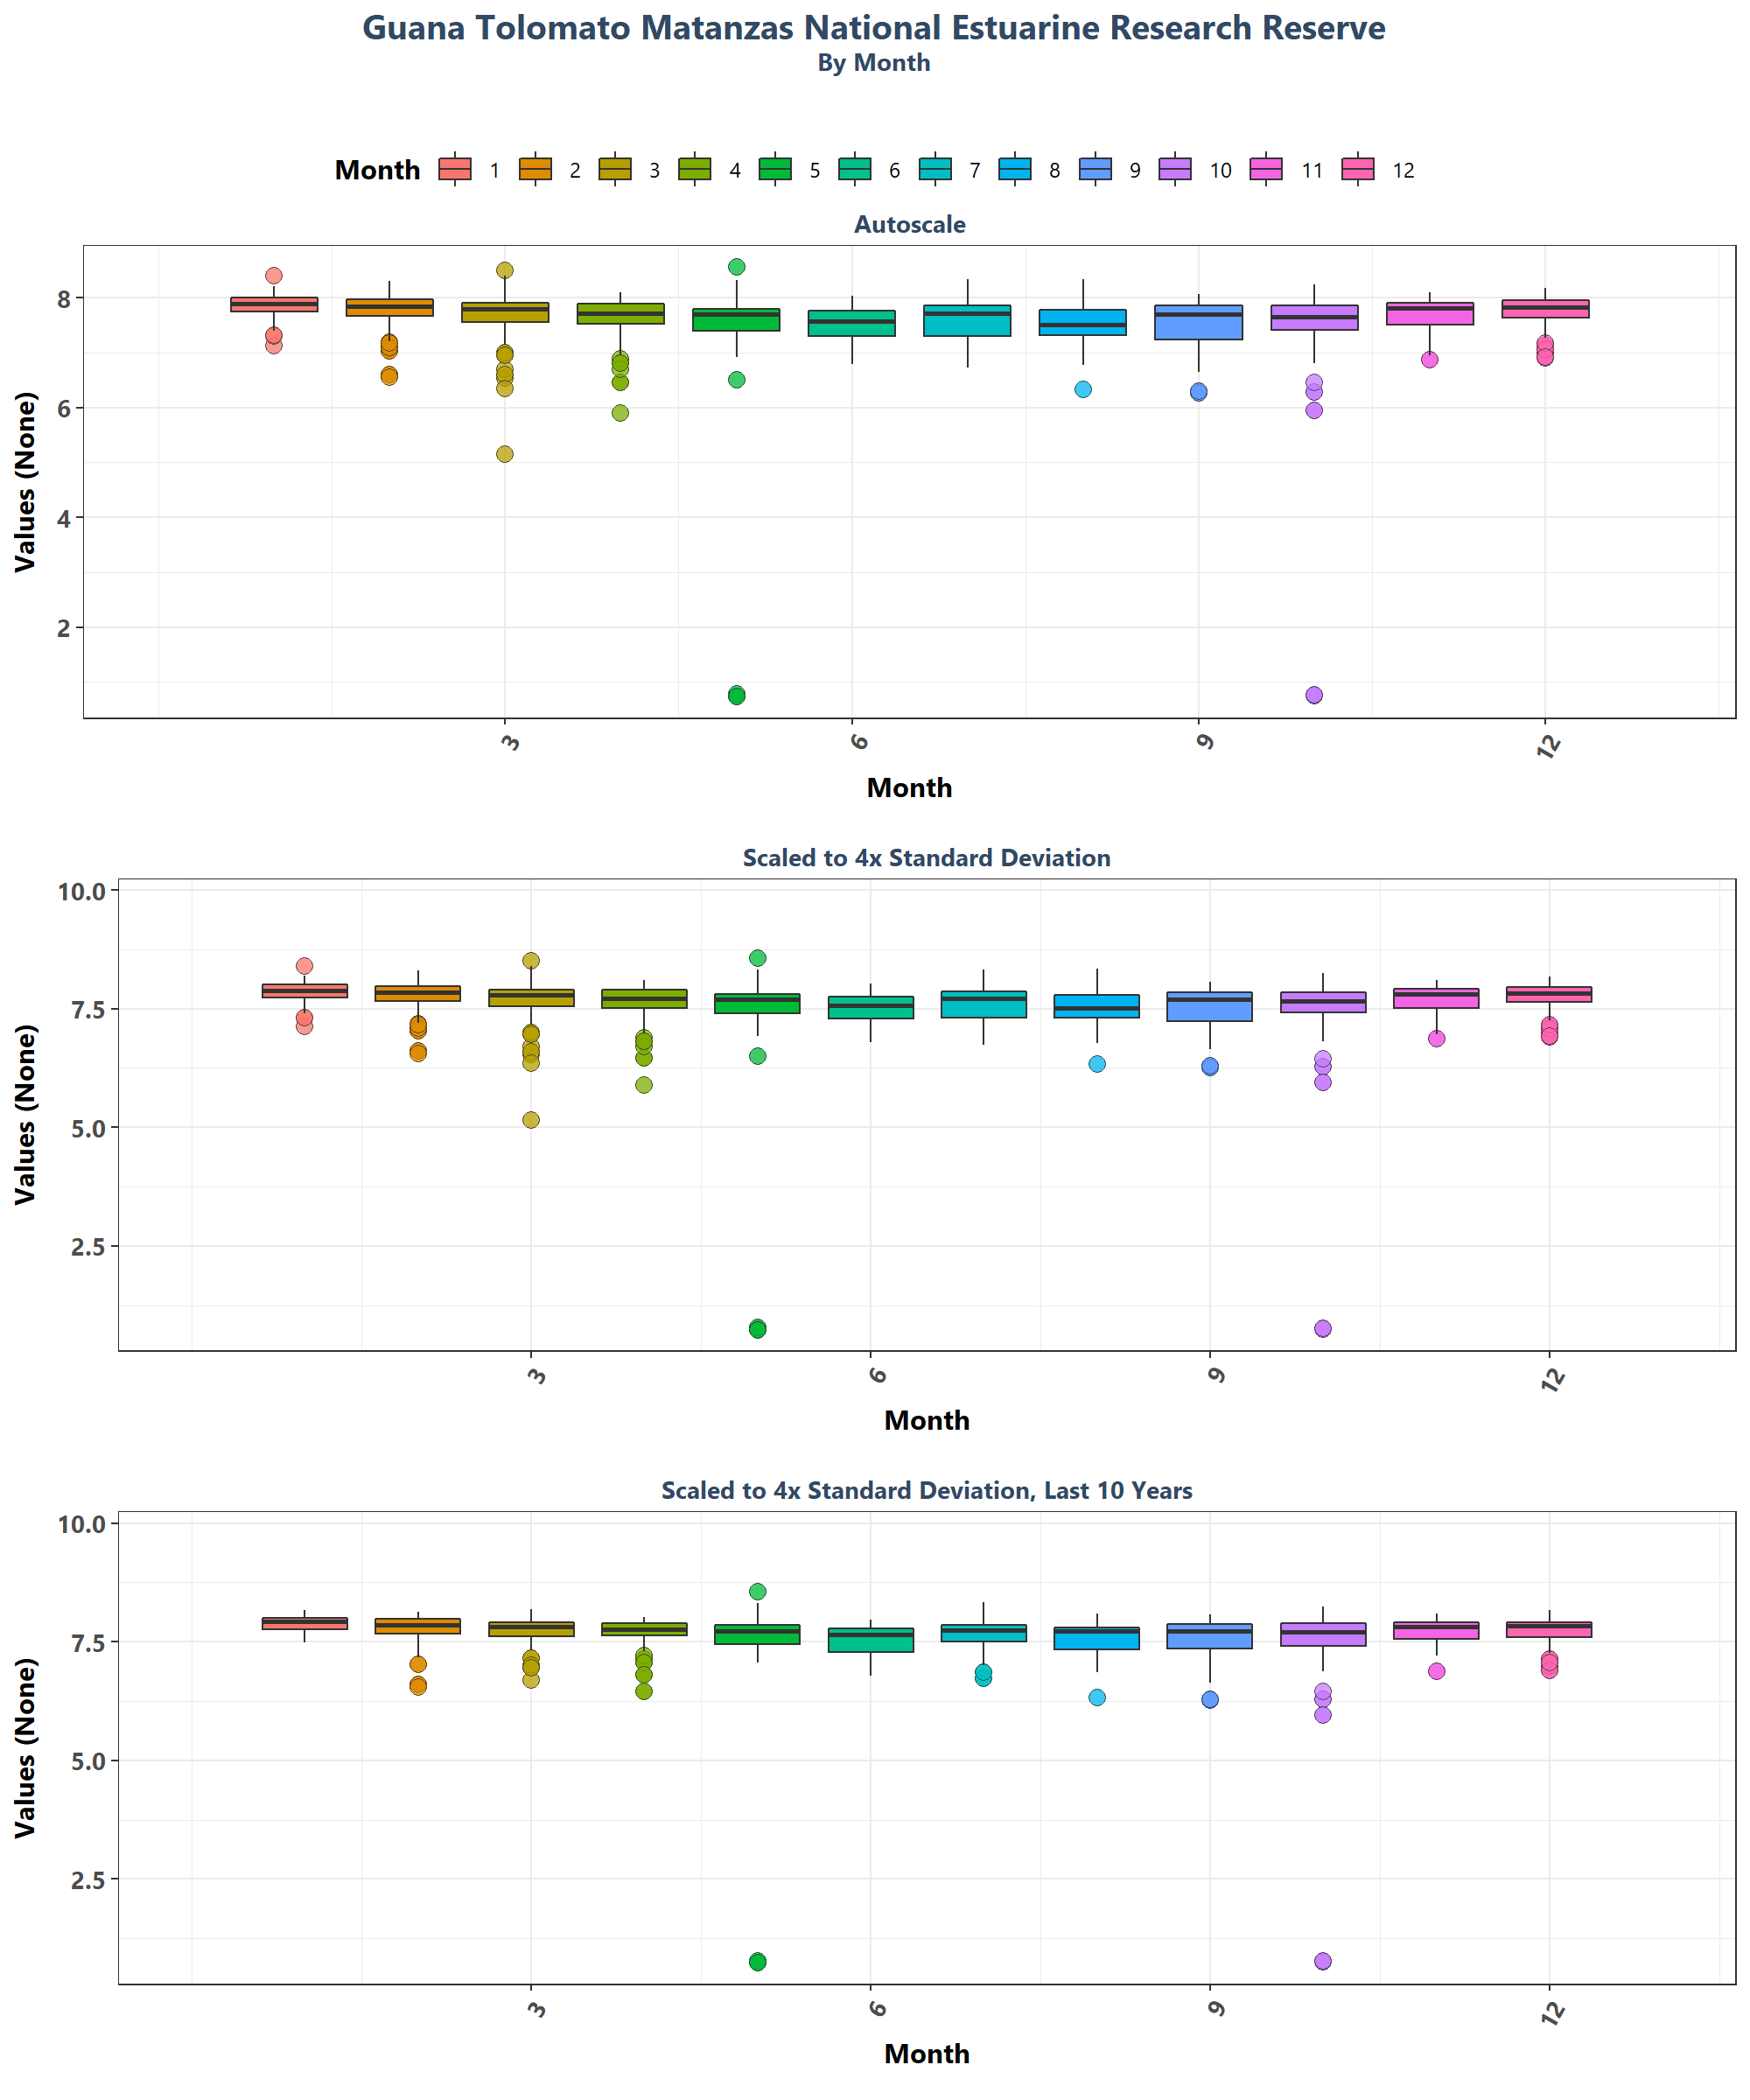 Guana Tolomato Matanzas National Estuarine Research Reserve
By Month
Month 1 2 3 4 5 6 7 8 9 10 11 12
Autoscale
Values (None)
8
6
4
2
3 6 9 12
Month
Scaled to 4x Standard Deviation
Values (None)
10.0
7.5
5.0
2.5
3 6 9 12
Month
Scaled to 4x Standard Deviation, Last 10 Years
Values (None)
10.0
7.5
5.0
2.5
3 6 9 12
Month